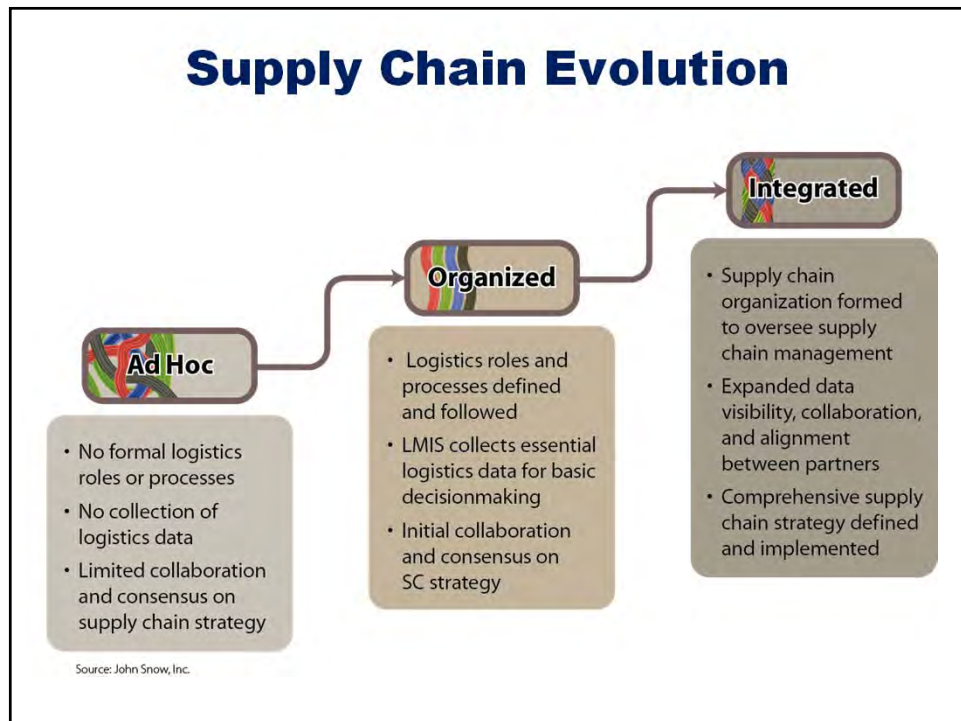 Supply Chain Evolution
Ad Hoc
• No formal logistics
roles or processes
• No collection of
logistics data
• Limited collaboration
and consensus on
supply chain strategy
Organized
• Logistics roles and
processes defined
and followed
• LMIS collects essential
logistics data for basic
decisionmaking
• Initial collaboration
and consensus on
SC strategy
Integrated
• Supply chain
organization formed
to oversee supply
chain management
• Expanded data
visibility, collaboration,
and alignment
between partners
• Comprehensive supply
chain strategy defined
and implemented
Source: John Snow, Inc.